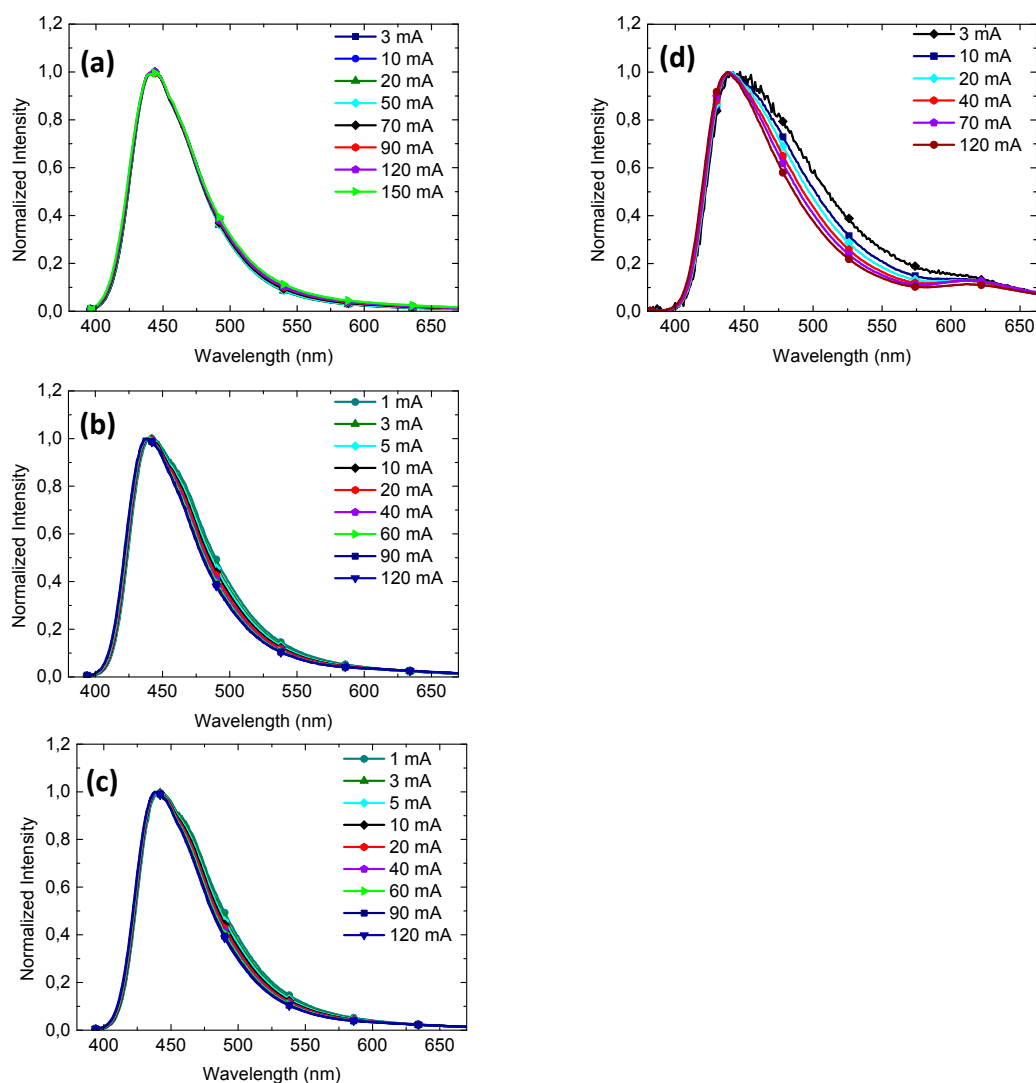 (a)
1,2
1,0
0,8
0,6
0,4
0,2
0,0
Normalized Intensity
400 450 500 550 600 650
Wavelength (nm)
3 mA
10 mA
20 mA
50 mA
70 mA
90 mA
120 mA
150 mA
(d)
1,2
1,0
0,8
0,6
0,4
0,2
0,0
Normalized Intensity
400 450 500 550 600 650
Wavelength (nm)
3 mA
10 mA
20 mA
40 mA
70 mA
120 mA
(b)
1,2
1,0
0,8
0,6
0,4
0,2
0,0
Normalized Intensity
400 450 500 550 600 650
Wavelength (nm)
1 mA
3 mA
5 mA
10 mA
20 mA
40 mA
60 mA
90 mA
120 mA
(c)
1,2
1,0
0,8
0,6
0,4
0,2
0,0
Normalized Intensity
400 450 500 550 600 650
Wavelength (nm)
1 mA
3 mA
5 mA
10 mA
20 mA
40 mA
60 mA
90 mA
120 mA